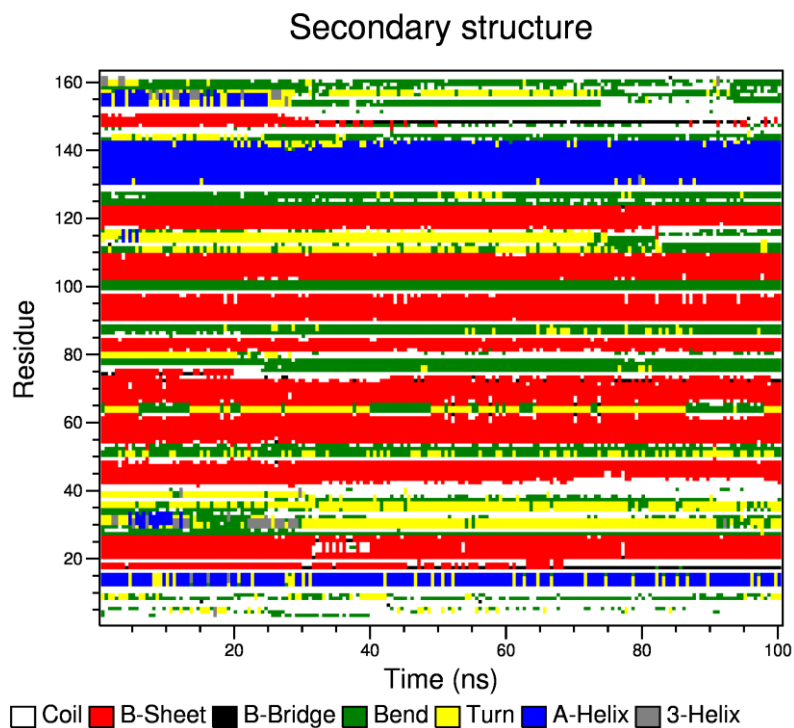 Secondary structure
160
140
120
100
80
60
40
20
Residue
20 40 60 80 100
Time (ns)
Coil B-Sheet B-Bridge Bend Turn A-Helix 3-Helix